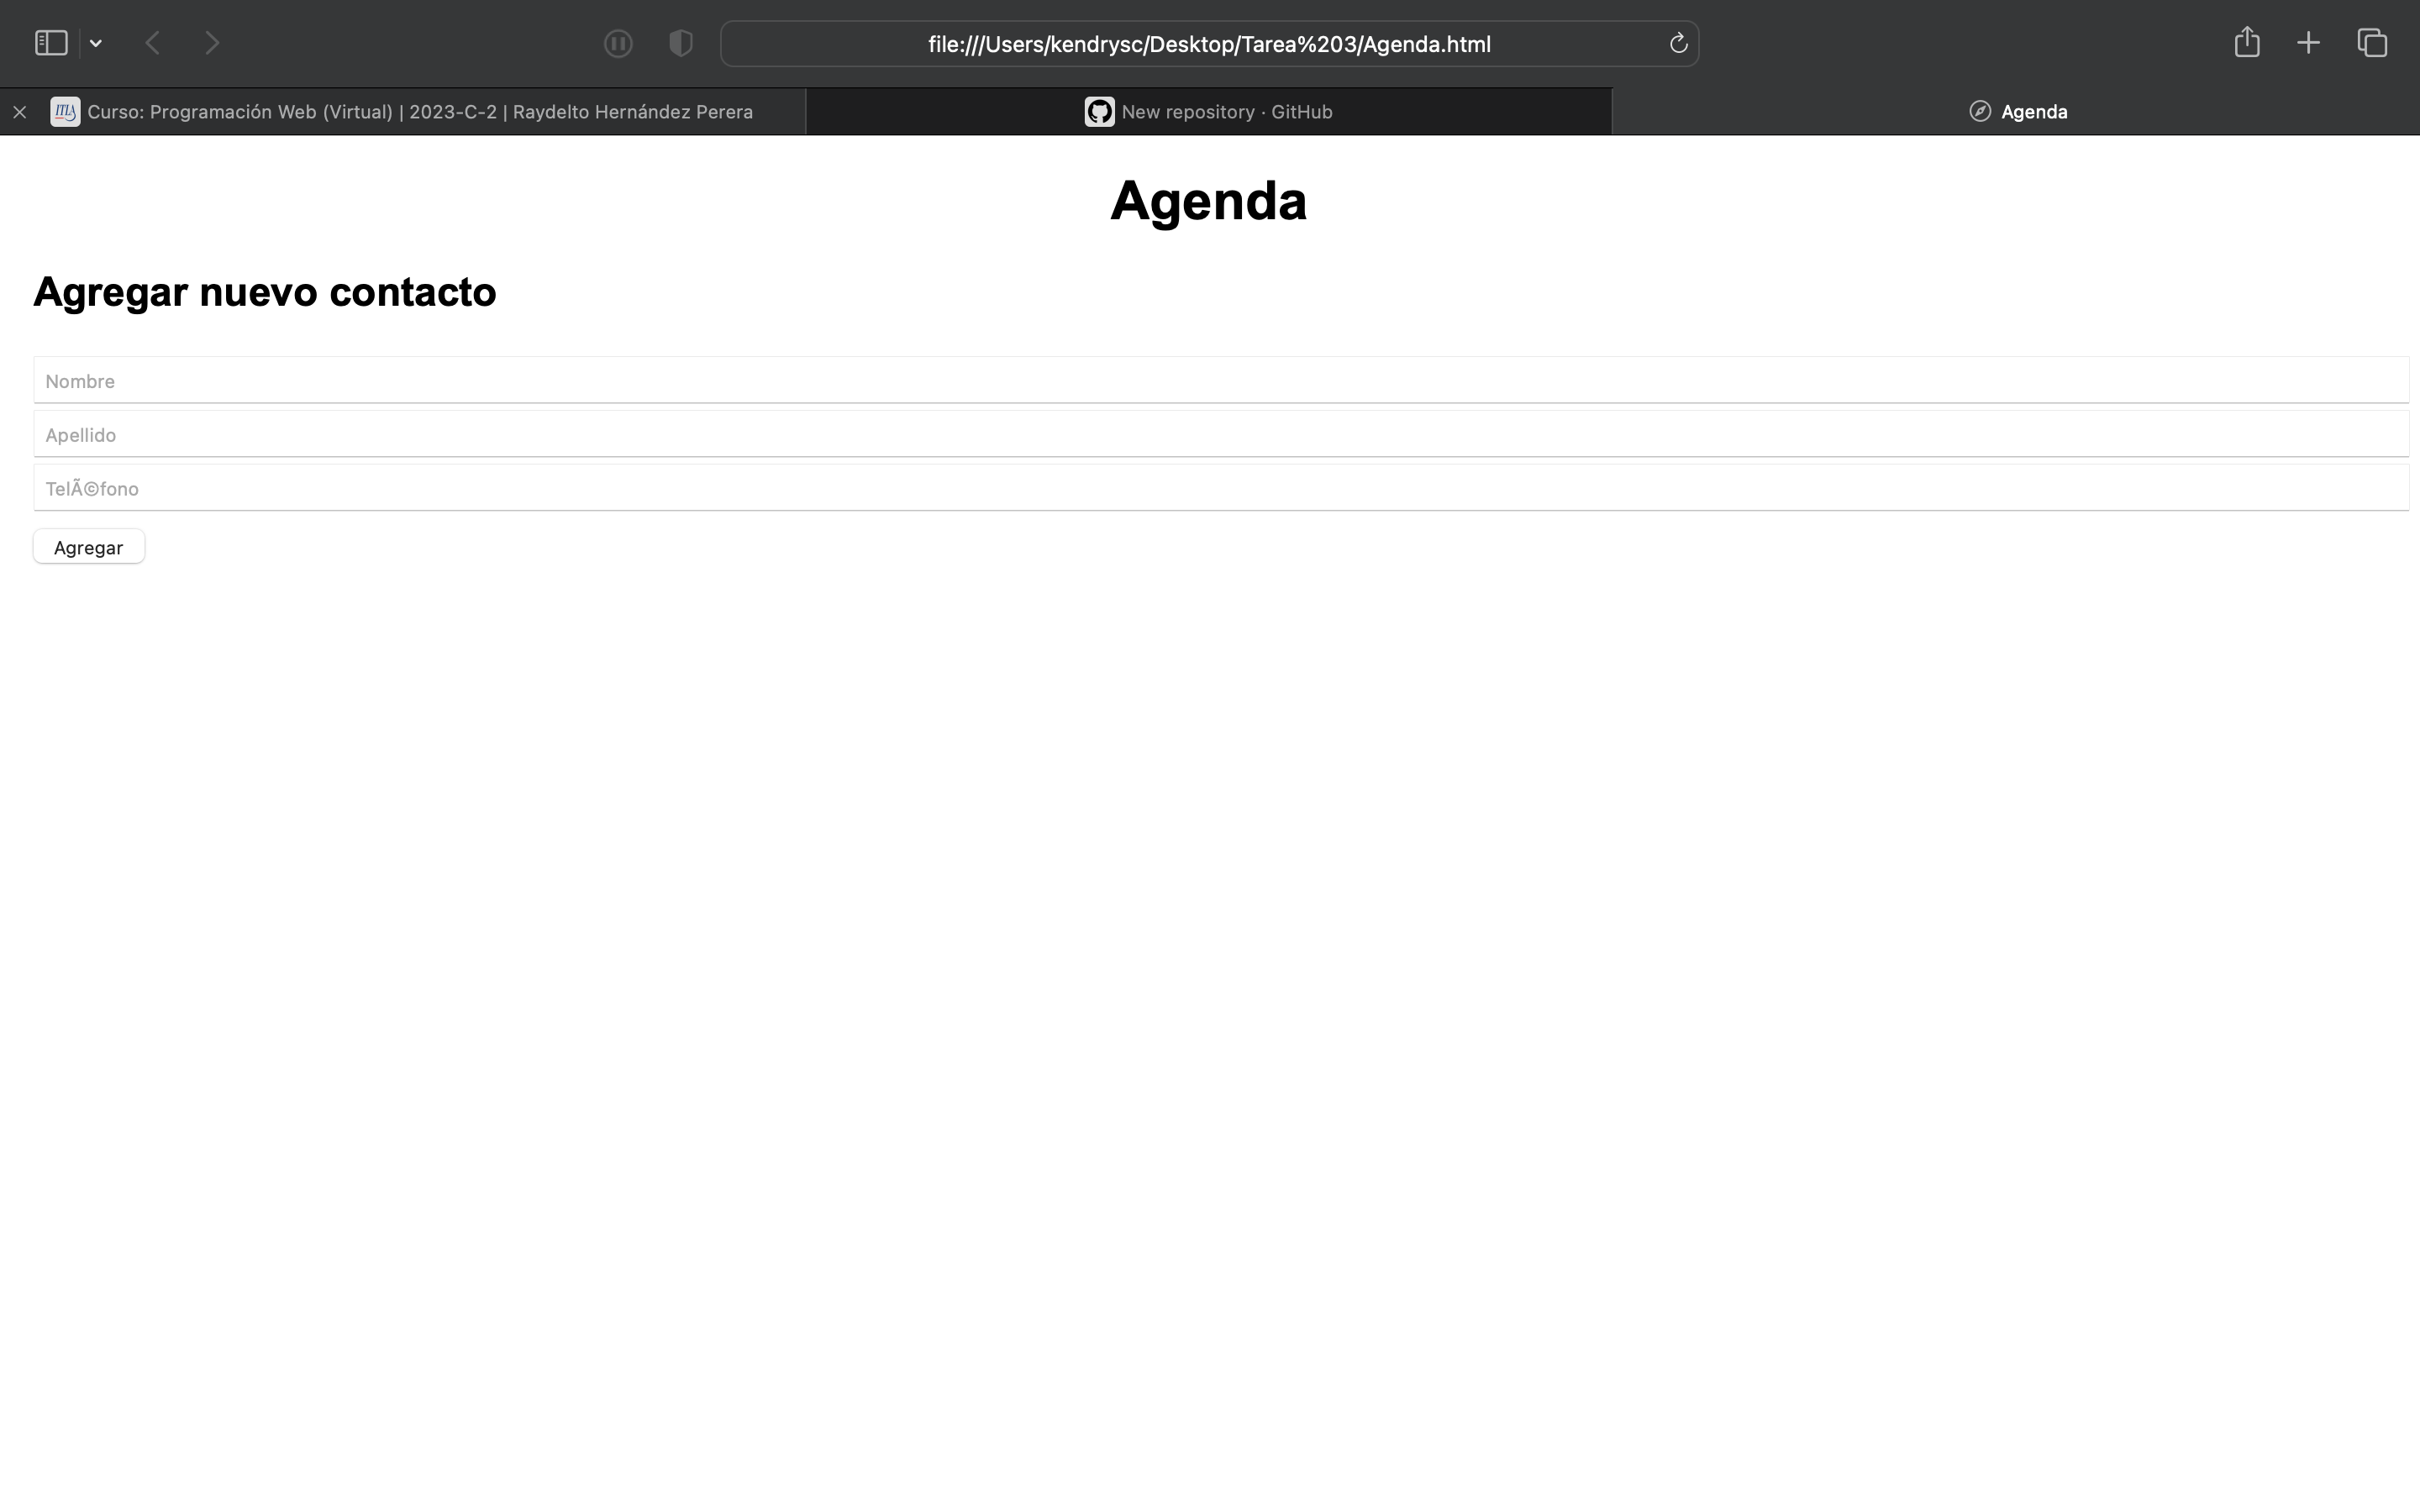 file:///Users/kendrysc/Desktop/Tarea%203/Agenda.html
ITLA Curso: Programación Web (Virtual) | 2023-C-2 | Raydelto Hernández Perera
New repository · GitHub
Agenda
Agenda
Agregar nuevo contacto
Nombre
Apellido
TelÃ©fono
Agregar